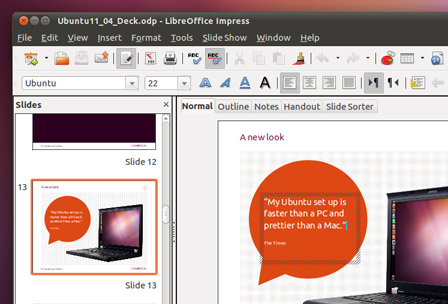 Ubuntu11_04_Deck.odp - LibreOffice Impress
File Edit View Insert Format Tools Slide Show Window Help
ABC ABC
Ubuntu 22 A A A A
Slides
Normal Outline Notes Handout Slide Sorter
Slide 12
13
A new look
"My Ubuntu set up is
faster than a PC and
prettier than a Mac."
Slide 13
A new look
"My Ubuntu set up is
faster than a PC and
prettier than a Mac."
The Times